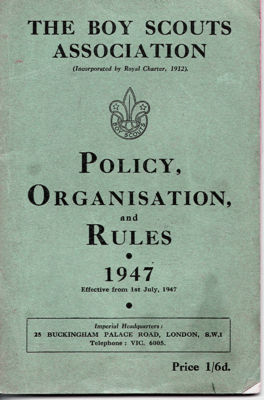 THE BOY SCOUTS
ASSOCIATION
(Incorporated by Royal Charter, 1912).
BOY SCOUTS
POLICY,
ORGANISATION,
and
RULES
1947
Effective from 1st July, 1947
Imperial Headquarters:
25 BUCKINGHAM PALACE ROAD, LONDON, S.W,1
Telephone: VIC. 6005.
Price 1/6d.